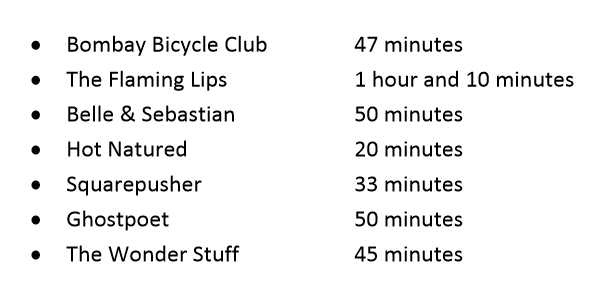 • Bombay Bicycle Club 47 minutes
• The Flaming Lips 1 hour and 10 minutes
• Belle & Sebastian 50 minutes
• Hot Natured 20 minutes
• Squarepusher 33 minutes
• Ghostpoet 50 minutes
• The Wonder Stuff 45 minutes